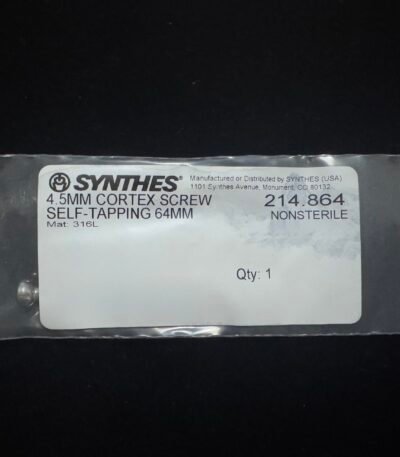 SYNTHES®
Manufactured or Distributed by SYNTHES (USA)
1101 Synthes Avenue, Monument, CO 80132
4.5MM CORTEX SCREW
SELF-TAPPING 64MM
Mat: 316L
214.864
NONSTERILE
Qty: 1